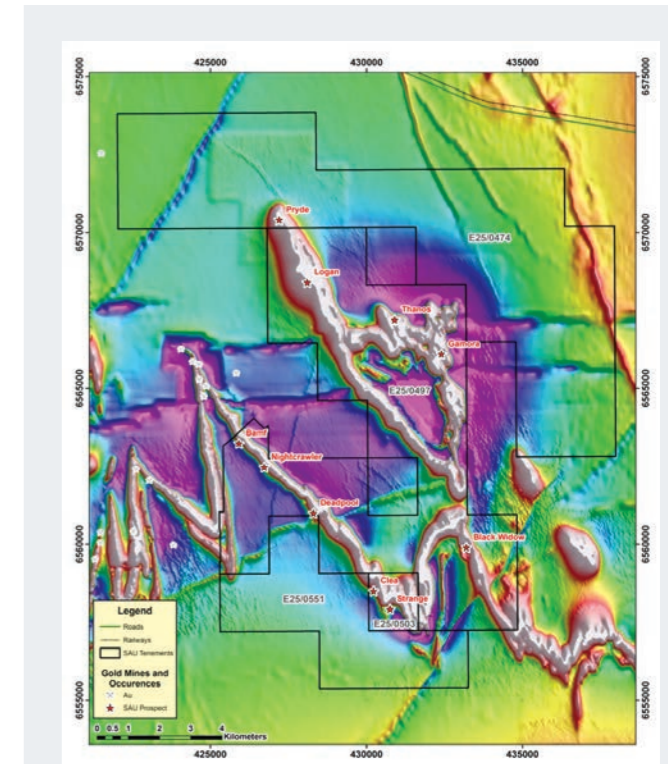 425000 430000 435000
6575000 6575000
6570000 6570000
6565000 6565000
6560000 6560000
6555000 6555000
Pryde
E25/0474
Logan
Thanos
Gamora
E25/0497
Bamf
Nightcrawler
Deadpool
Black Widow
Clea
E25/0551
Strange
E25/0503
Legend
Roads
Railways
SAU Tenements
Gold Mines and
Occurences
Au
SAU Prospect
0 0.5 1 2 3 4
Kilometers
425000 430000 435000